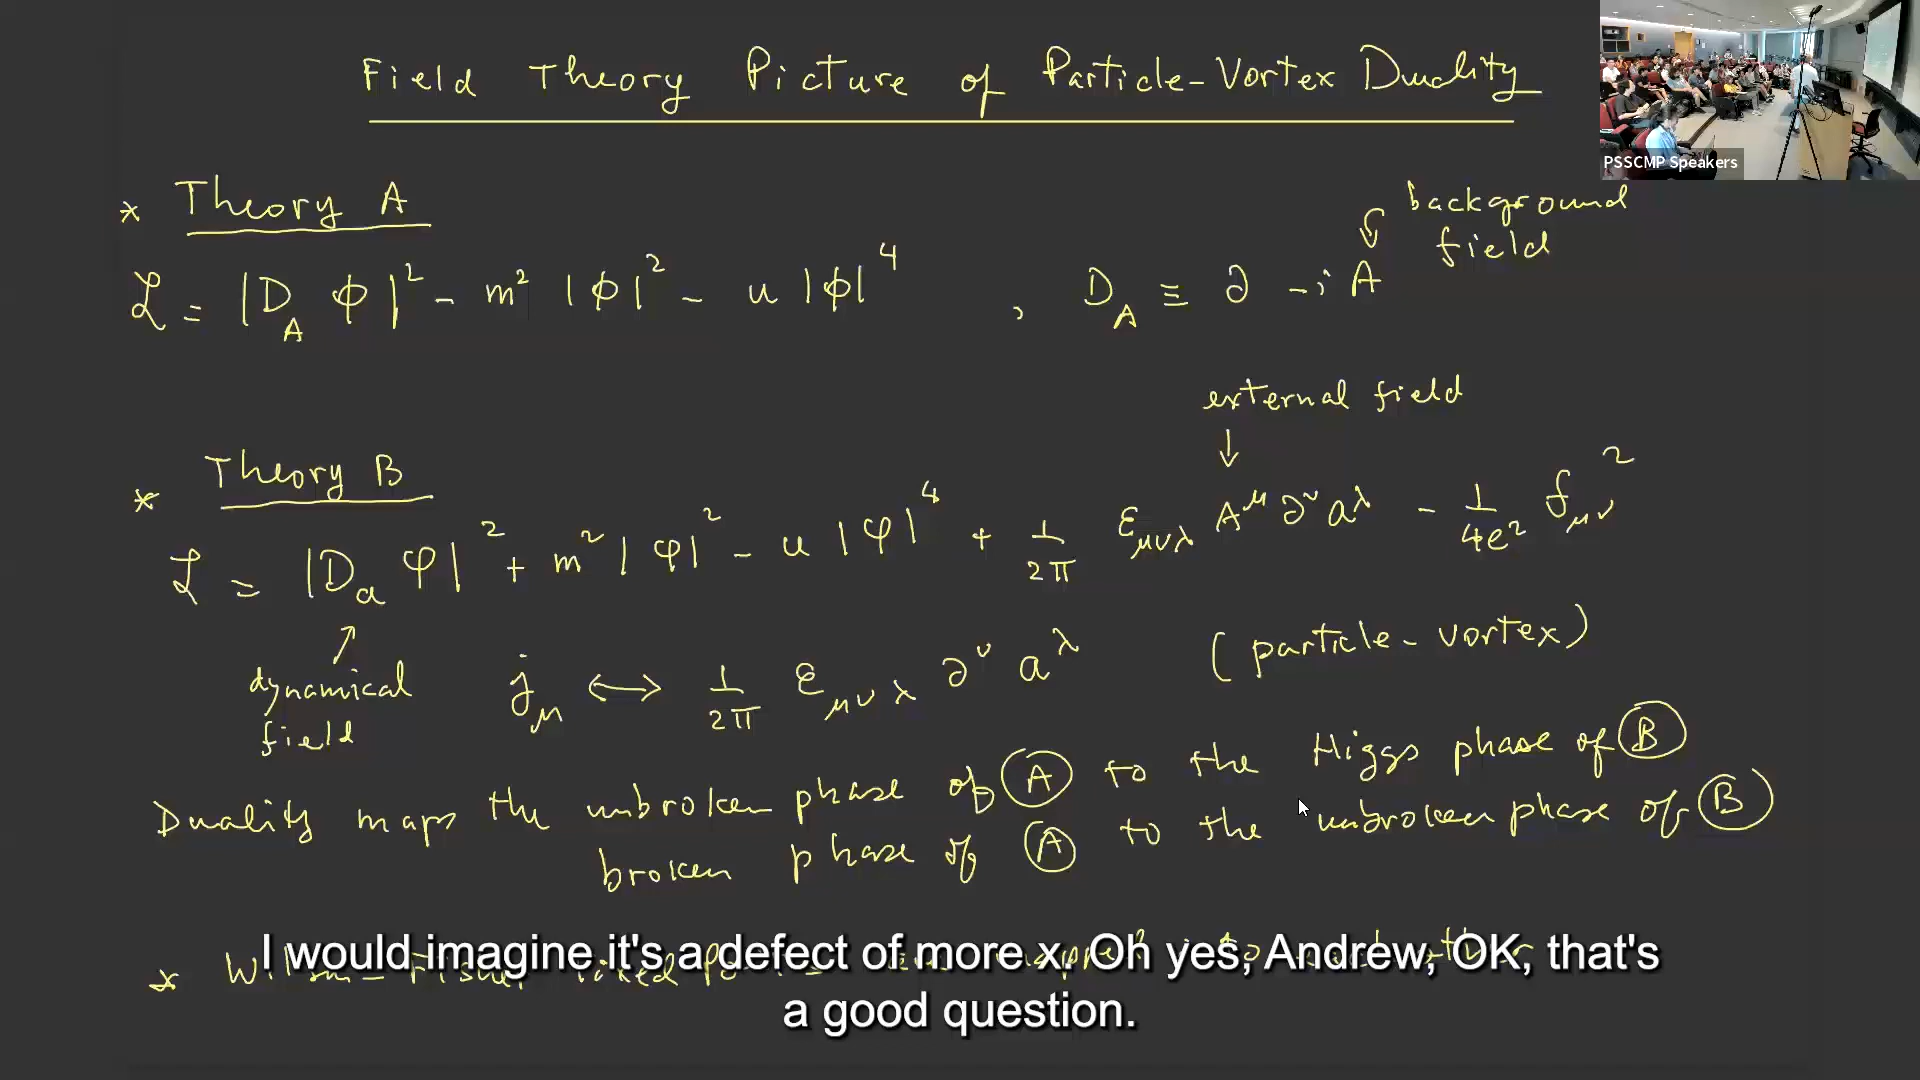 Field Theory Picture of Particle-Vortex Duality
PSSCMP Speakers
* Theory A
background field
ℒ = |D_A ϕ|² - m² |ϕ|² - u |ϕ|⁴ , D_A ≡ ∂ - i A
external field
* Theory B
ℒ = |D_a φ|² + m² |φ|² - u |φ|⁴ + 1/2π ε_μνλ A^μ ∂^ν a^λ - 1/4e² f_μν²
dynamical field
j_μ ↔ 1/2π ε_μνλ ∂^ν a^λ (particle-vortex)
Duality maps the unbroken phase of (A) to the Higgs phase of (B)
broken phase of (A) to the unbroken phase of (B)
* Wilson-Fisher fixed
I would imagine it's a defect of more x. Oh yes, Andrew, OK, that's
a good question.